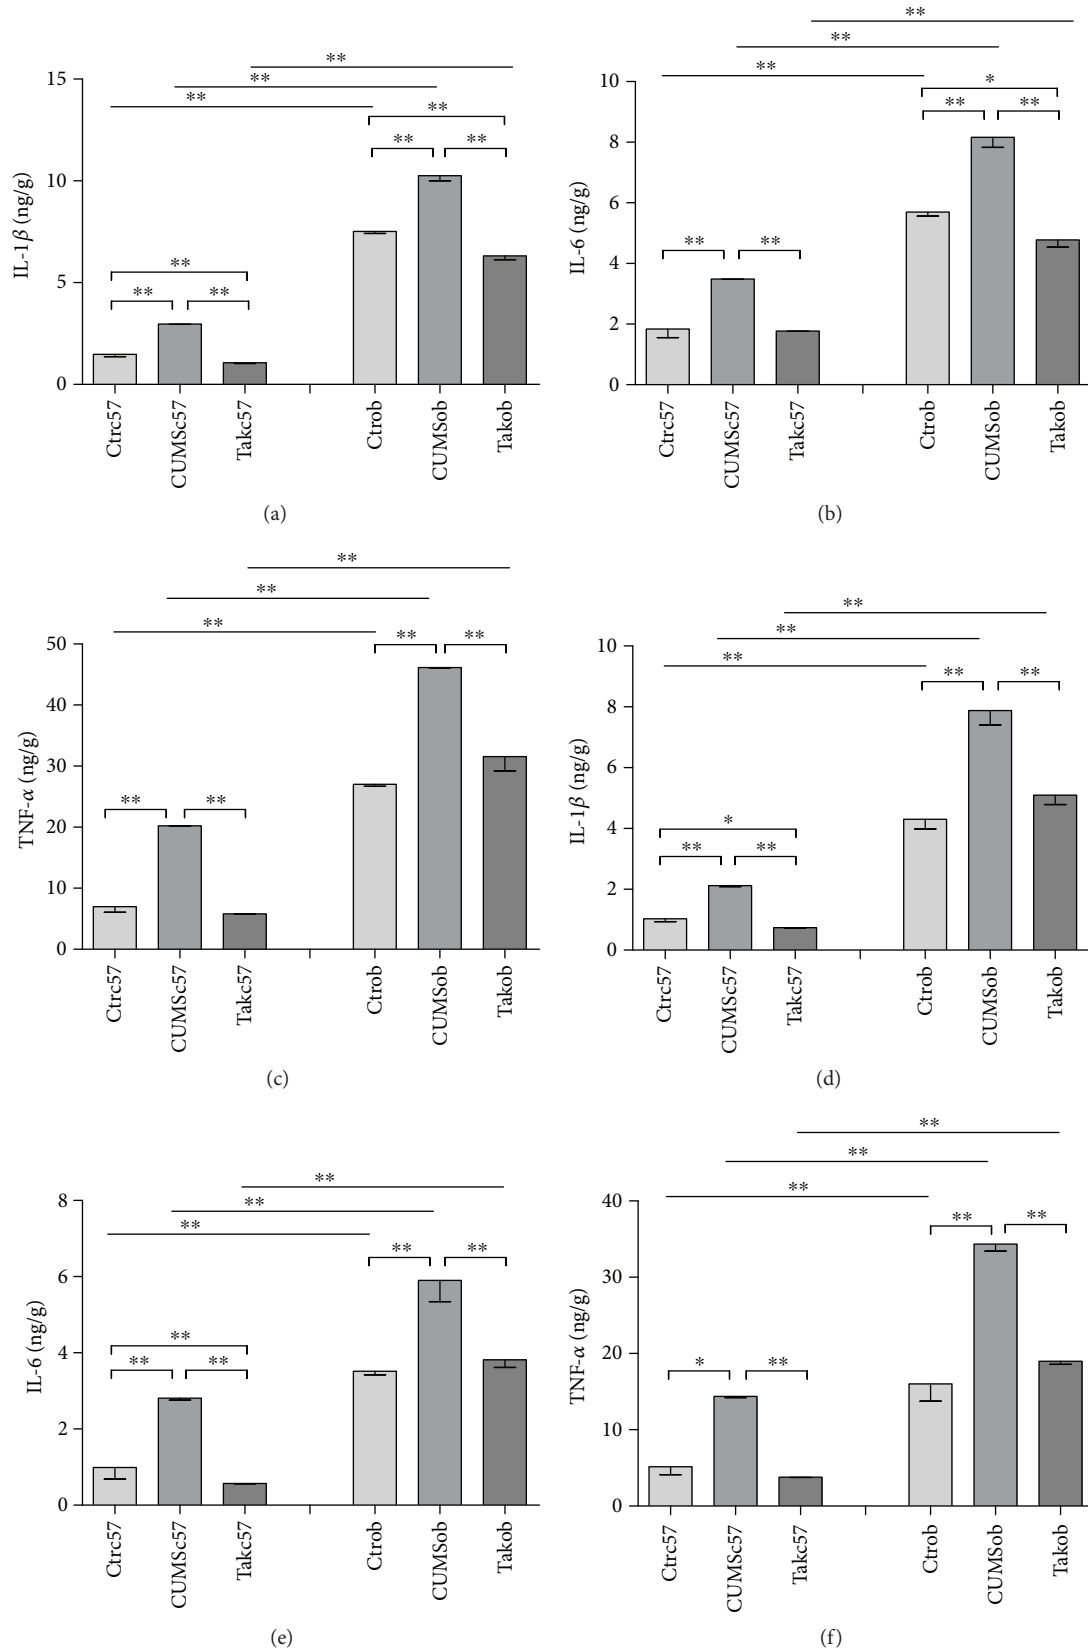 **
**
**
**
** **
**
** **
IL-1β (ng/g)
15
10
5
0
Ctrc57
CUMSc57
Takc57
Ctrob
CUMSob
Takob
(a)
**
**
**
*
** **
** **
IL-6 (ng/g)
10
8
6
4
2
0
Ctrc57
CUMSc57
Takc57
Ctrob
CUMSob
Takob
(b)
**
**
**
** **
** **
TNF-α (ng/g)
50
40
30
20
10
0
Ctrc57
CUMSc57
Takc57
Ctrob
CUMSob
Takob
(c)
**
**
**
** **
*
** **
IL-1β (ng/g)
10
8
6
4
2
0
Ctrc57
CUMSc57
Takc57
Ctrob
CUMSob
Takob
(d)
**
**
**
** **
**
** **
IL-6 (ng/g)
8
6
4
2
0
Ctrc57
CUMSc57
Takc57
Ctrob
CUMSob
Takob
(e)
**
**
**
** **
* **
TNF-α (ng/g)
40
30
20
10
0
Ctrc57
CUMSc57
Takc57
Ctrob
CUMSob
Takob
(f)